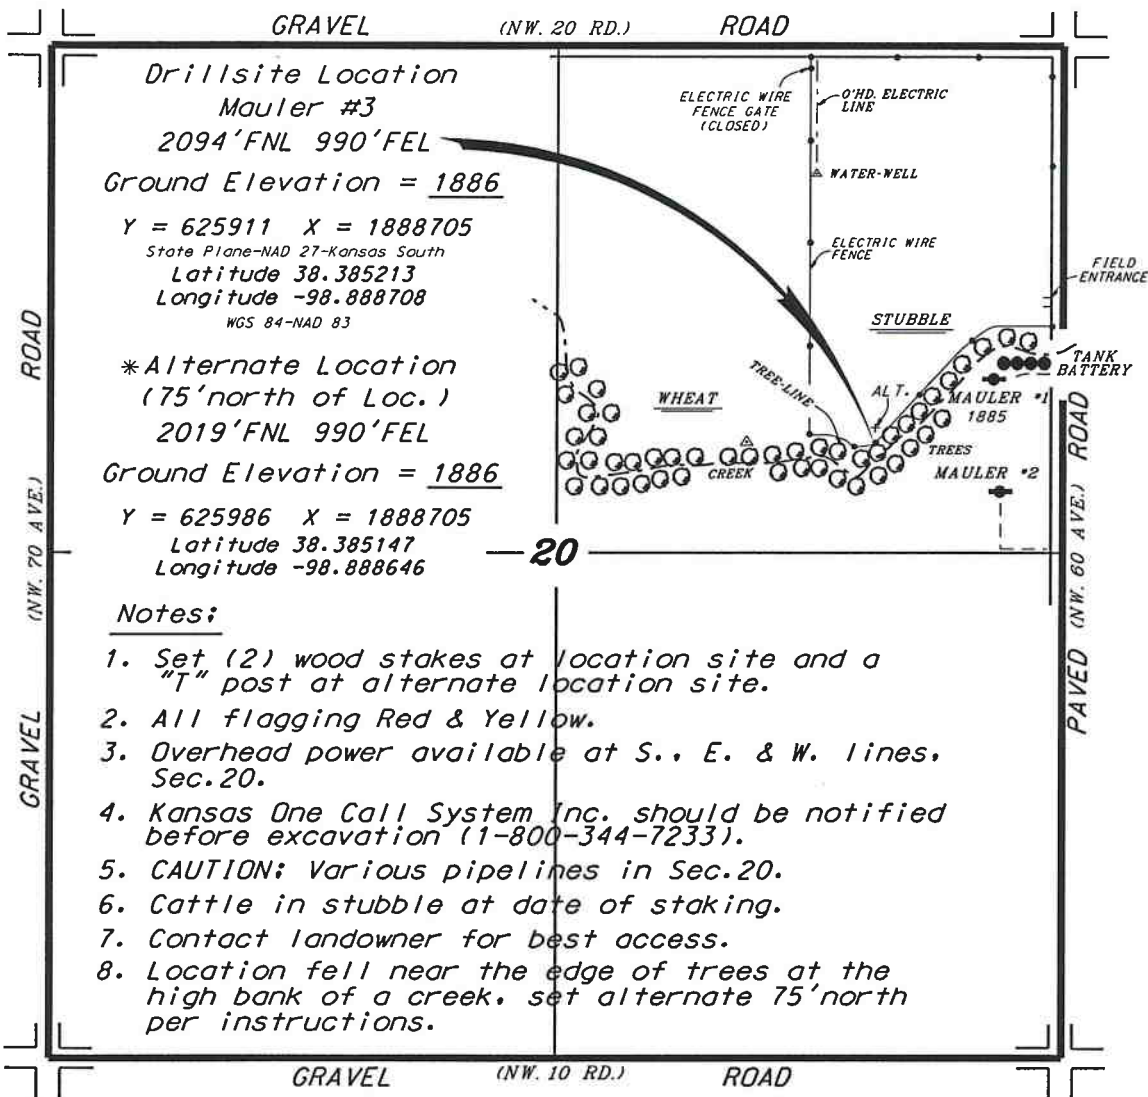 GRAVEL (NW. 20 RD.) ROAD
Drillsite Location
Mauler #3
2094'FNL 990'FEL
Ground Elevation = 1886
Y = 625911 X = 1888705
State Plane-NAD 27-Kansas South
Latitude 38.385213
Longitude -98.888708
WGS 84-NAD 83
*Alternate Location
(75'north of Loc.)
2019'FNL 990'FEL
Ground Elevation = 1886
Y = 625986 X = 1888705
Latitude 38.385147
Longitude -98.888646
ELECTRIC WIRE
FENCE GATE
(CLOSED)
O'HD. ELECTRIC
LINE
WATER-WELL
ELECTRIC WIRE
FENCE
FIELD
ENTRANCE
STUBBLE
TANK
BATTERY
TREE-LINE
WHEAT
ALT.
MAULER #1
1885
TREES
CREEK
MAULER #2
20
Notes:
1. Set (2) wood stakes at location site and a
"T" post at alternate location site.
2. All flagging Red & Yellow.
3. Overhead power available at S., E. & W. lines,
Sec.20.
4. Kansas One Call System Inc. should be notified
before excavation (1-800-344-7233).
5. CAUTION: Various pipelines in Sec.20.
6. Cattle in stubble at date of staking.
7. Contact landowner for best access.
8. Location fell near the edge of trees at the
high bank of a creek. set alternate 75'north
per instructions.
GRAVEL (NW. 70 AVE.) ROAD
PAVED (NW. 60 AVE.) ROAD
GRAVEL (NW. 10 RD.) ROAD